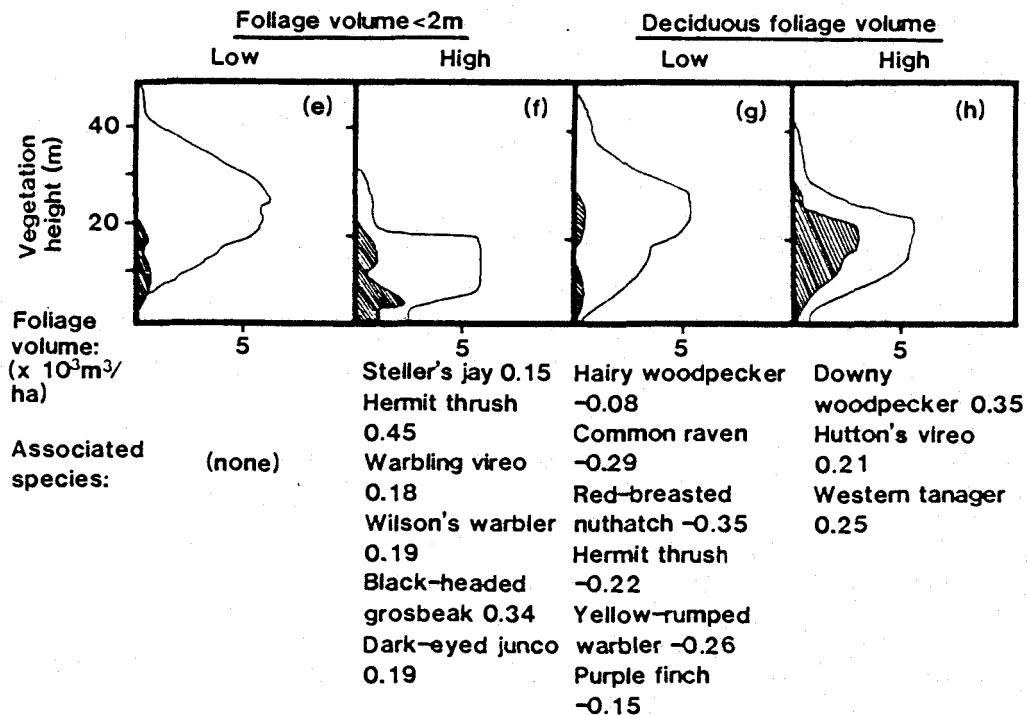 Foliage volume<2m
Deciduous foliage volume
Low
High
Low
High
(e)
(f)
(g)
(h)
Vegetation
height (m)
40
20
Foliage
volume:
(x 10³m³/
ha)
5
5
5
5
Associated
species:
(none)
Steller's jay 0.15
Hermit thrush
0.45
Warbling vireo
0.18
Wilson's warbler
0.19
Black-headed
grosbeak 0.34
Dark-eyed junco
0.19
Hairy woodpecker
-0.08
Common raven
-0.29
Red-breasted
nuthatch -0.35
Hermit thrush
-0.22
Yellow-rumped
warbler -0.26
Purple finch
-0.15
Downy
woodpecker 0.35
Hutton's vireo
0.21
Western tanager
0.25